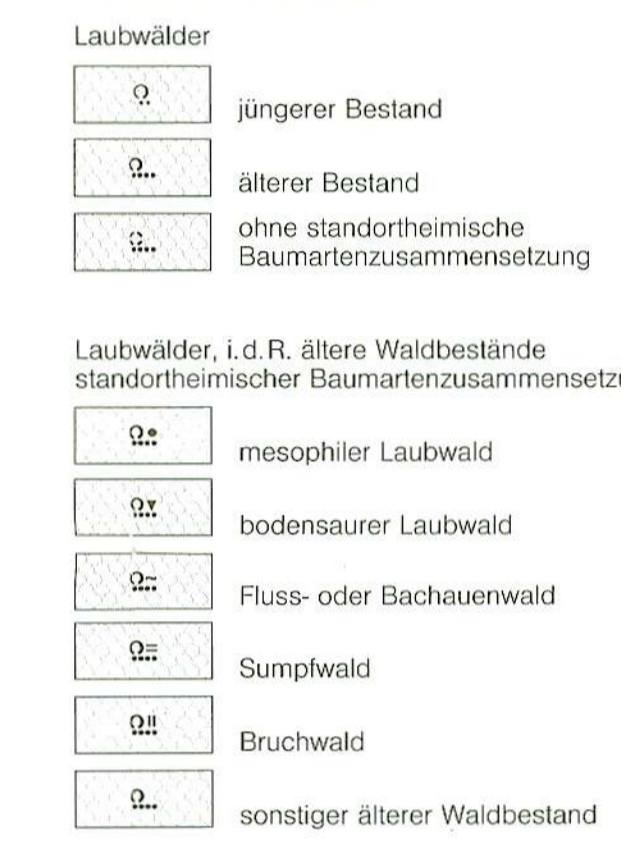 Laubwälder
jüngerer Bestand
älterer Bestand
ohne standortheimische
Baumartenzusammensetzung
Laubwälder, i.d.R. ältere Waldbestände
standortheimischer Baumartenzusammensetzu
mesophiler Laubwald
bodensaurer Laubwald
Fluss- oder Bachauenwald
Sumpfwald
Bruchwald
sonstiger älterer Waldbestand